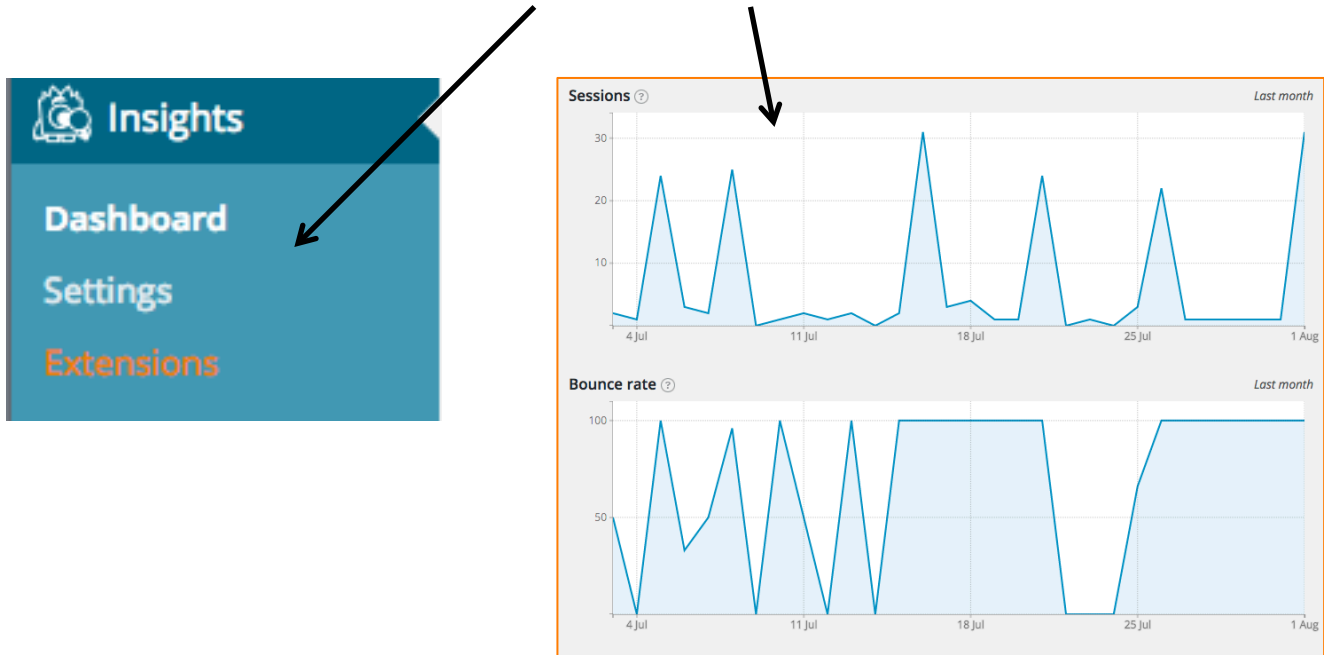 Insights
Dashboard
Settings
Extensions
Sessions ? Last month
30
20
10
4 Jul 11 Jul 18 Jul 25 Jul 1 Aug
Bounce rate ? Last month
100
50
4 Jul 11 Jul 18 Jul 25 Jul 1 Aug